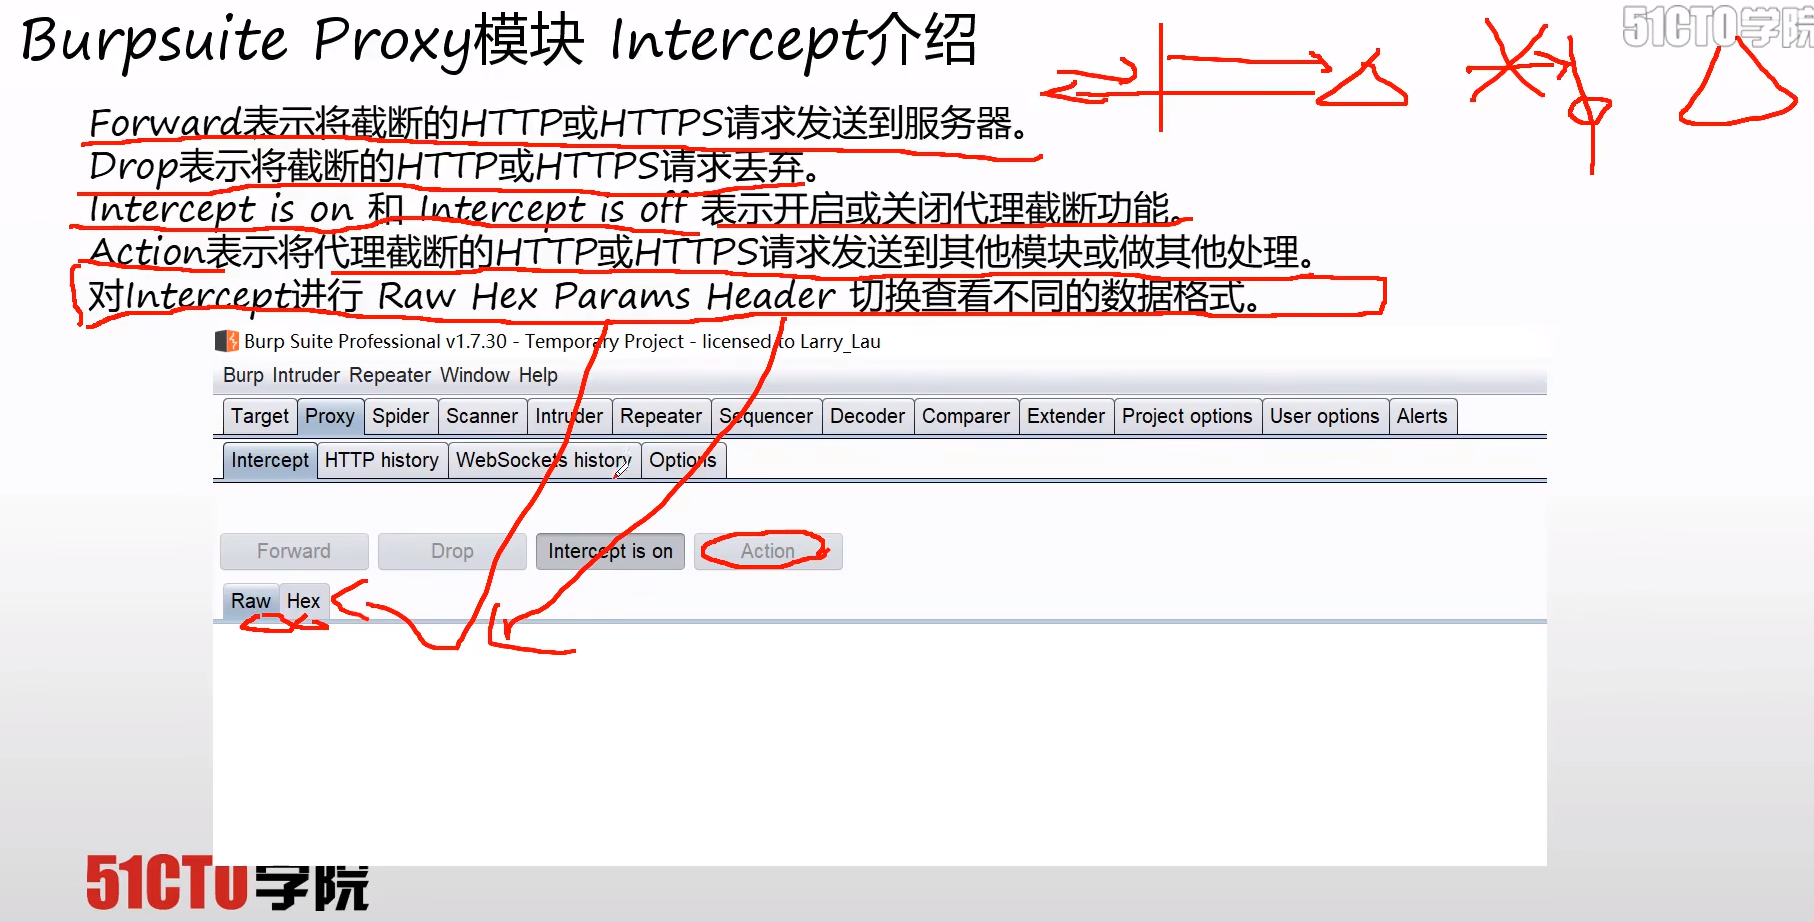 Burpsuite Proxy模块 Intercept介绍
51CTO学院
Forward表示将截断的HTTP或HTTPS请求发送到服务器。
Drop表示将截断的HTTP或HTTPS请求丢弃。
Intercept is on 和 Intercept is off 表示开启或关闭代理截断功能。
Action表示将代理截断的HTTP或HTTPS请求发送到其他模块或做其他处理。
对Intercept进行 Raw Hex Params Header 切换查看不同的数据格式。
Burp Suite Professional v1.7.30 - Temporary Project - licensed to Larry_Lau
Burp Intruder Repeater Window Help
Target Proxy Spider Scanner Intruder Repeater Sequencer Decoder Comparer Extender Project options User options Alerts
Intercept HTTP history WebSockets history Options
Forward Drop Intercept is on Action
Raw Hex
51CTO学院